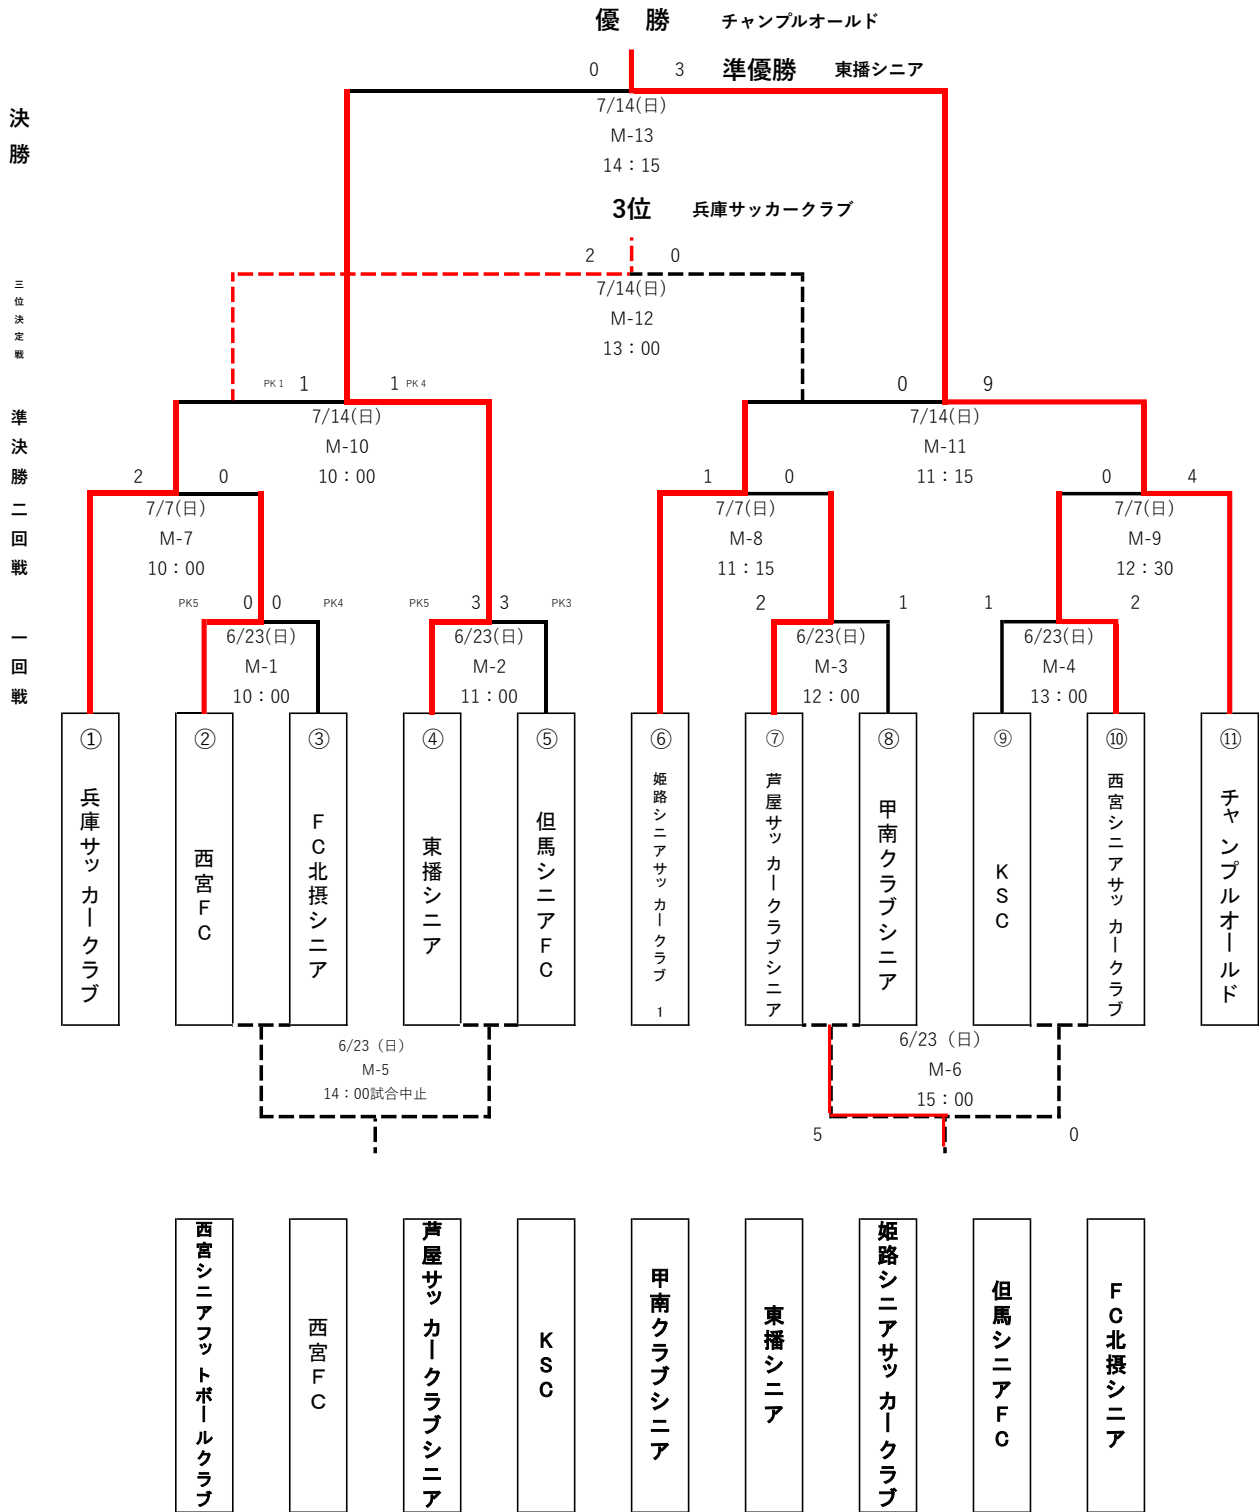 優　勝　チャンプルオールド
0　3　準優勝　東播シニア
決勝
7/14(日)
M-13
14：15
3位　兵庫サッカークラブ
2　0
三位決定戦
7/14(日)
M-12
13：00
PK 1　1　1　PK 4　0　9
準決勝
7/14(日)　7/14(日)
M-10　M-11
10：00　11：15
2　0　1　0　0　4
二回戦
7/7(日)　7/7(日)　7/7(日)
M-7　M-8　M-9
10：00　11：15　12：30
PK5　0　0　PK4　PK5　3　3　PK3　2　1　1　2
一回戦
6/23(日)　6/23(日)　6/23(日)　6/23(日)
M-1　M-2　M-3　M-4
10：00　11：00　12：00　13：00
①　兵庫サッカークラブ
②　西宮FC
③　FC北摂シニア
④　東播シニア
⑤　但馬シニアFC
⑥　姫路シニアサッカークラブ　1
⑦　芦屋サッカークラブシニア
⑧　甲南クラブシニア
⑨　KSC
⑩　西宮シニアサッカークラブ
⑪　チャンプルオールド
6/23（日）　6/23（日）
M-5　M-6
14：00試合中止　15：00
5　0
西宮シニアフットボールクラブ
西宮FC
芦屋サッカークラブシニア
KSC
甲南クラブシニア
東播シニア
姫路シニアサッカークラブ
但馬シニアFC
FC北摂シニア